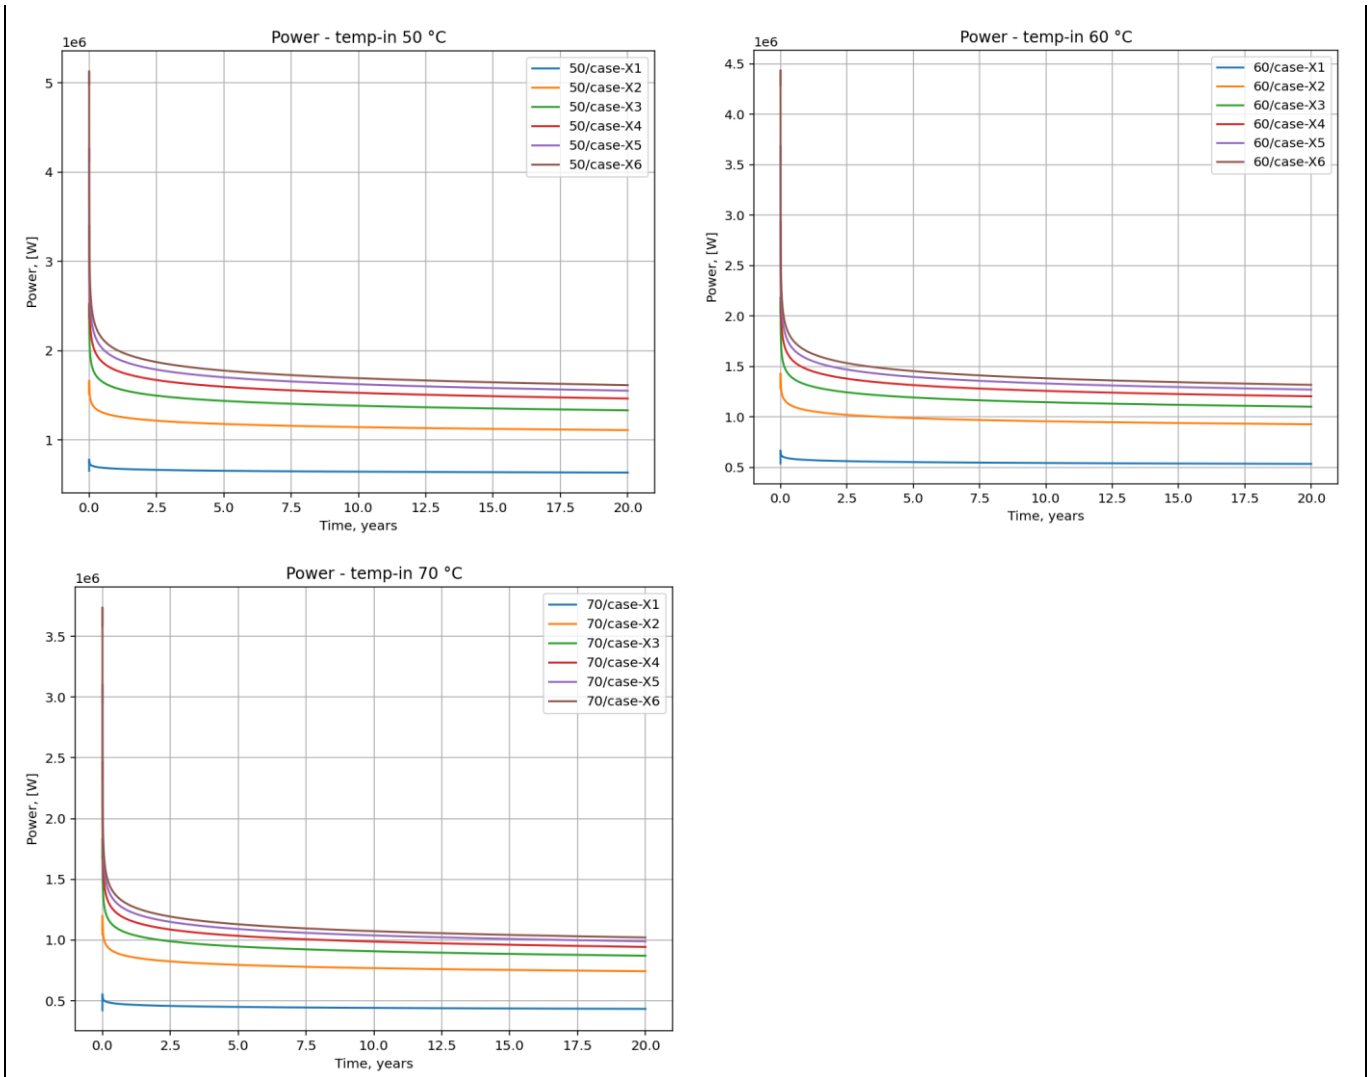 Power - temp-in 50 °C
1e6
5
4
3
2
1
Power, [W]
50/case-X1
50/case-X2
50/case-X3
50/case-X4
50/case-X5
50/case-X6
0.0 2.5 5.0 7.5 10.0 12.5 15.0 17.5 20.0
Time, years
Power - temp-in 60 °C
1e6
4.5
4.0
3.5
3.0
2.5
2.0
1.5
1.0
0.5
Power, [W]
60/case-X1
60/case-X2
60/case-X3
60/case-X4
60/case-X5
60/case-X6
0.0 2.5 5.0 7.5 10.0 12.5 15.0 17.5 20.0
Time, years
Power - temp-in 70 °C
1e6
3.5
3.0
2.5
2.0
1.5
1.0
0.5
Power, [W]
70/case-X1
70/case-X2
70/case-X3
70/case-X4
70/case-X5
70/case-X6
0.0 2.5 5.0 7.5 10.0 12.5 15.0 17.5 20.0
Time, years